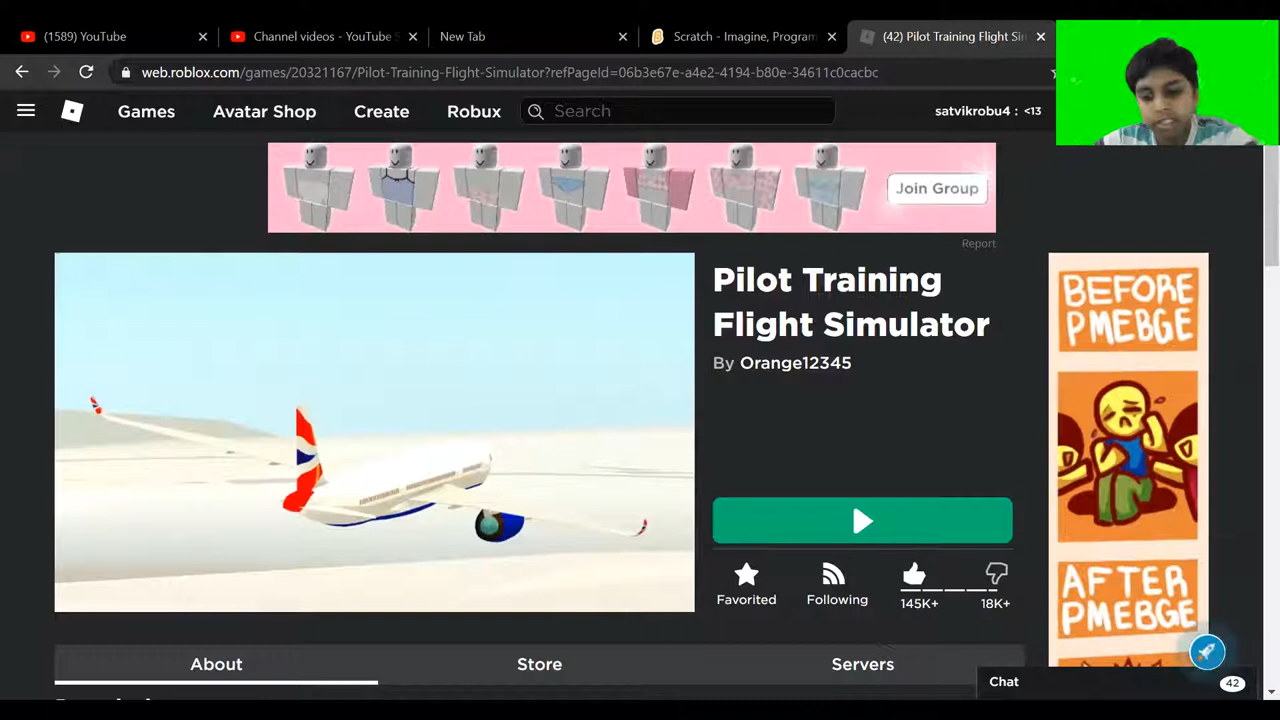 (1589) YouTube
Channel videos - YouTube S
New Tab
Scratch - Imagine, Program
(42) Pilot Training Flight Sim
web.roblox.com/games/20321167/Pilot-Training-Flight-Simulator?refPageId=06b3e67e-a4e2-4194-b80e-34611c0cacbc
Games
Avatar Shop
Create
Robux
Search
satvikrobu4 : <13
Join Group
Report
Pilot Training
Flight Simulator
By Orange12345
Favorited
Following
145K+
18K+
BEFORE
PMEBGE
AFTER
PMEBGE
About
Store
Servers
Chat
42